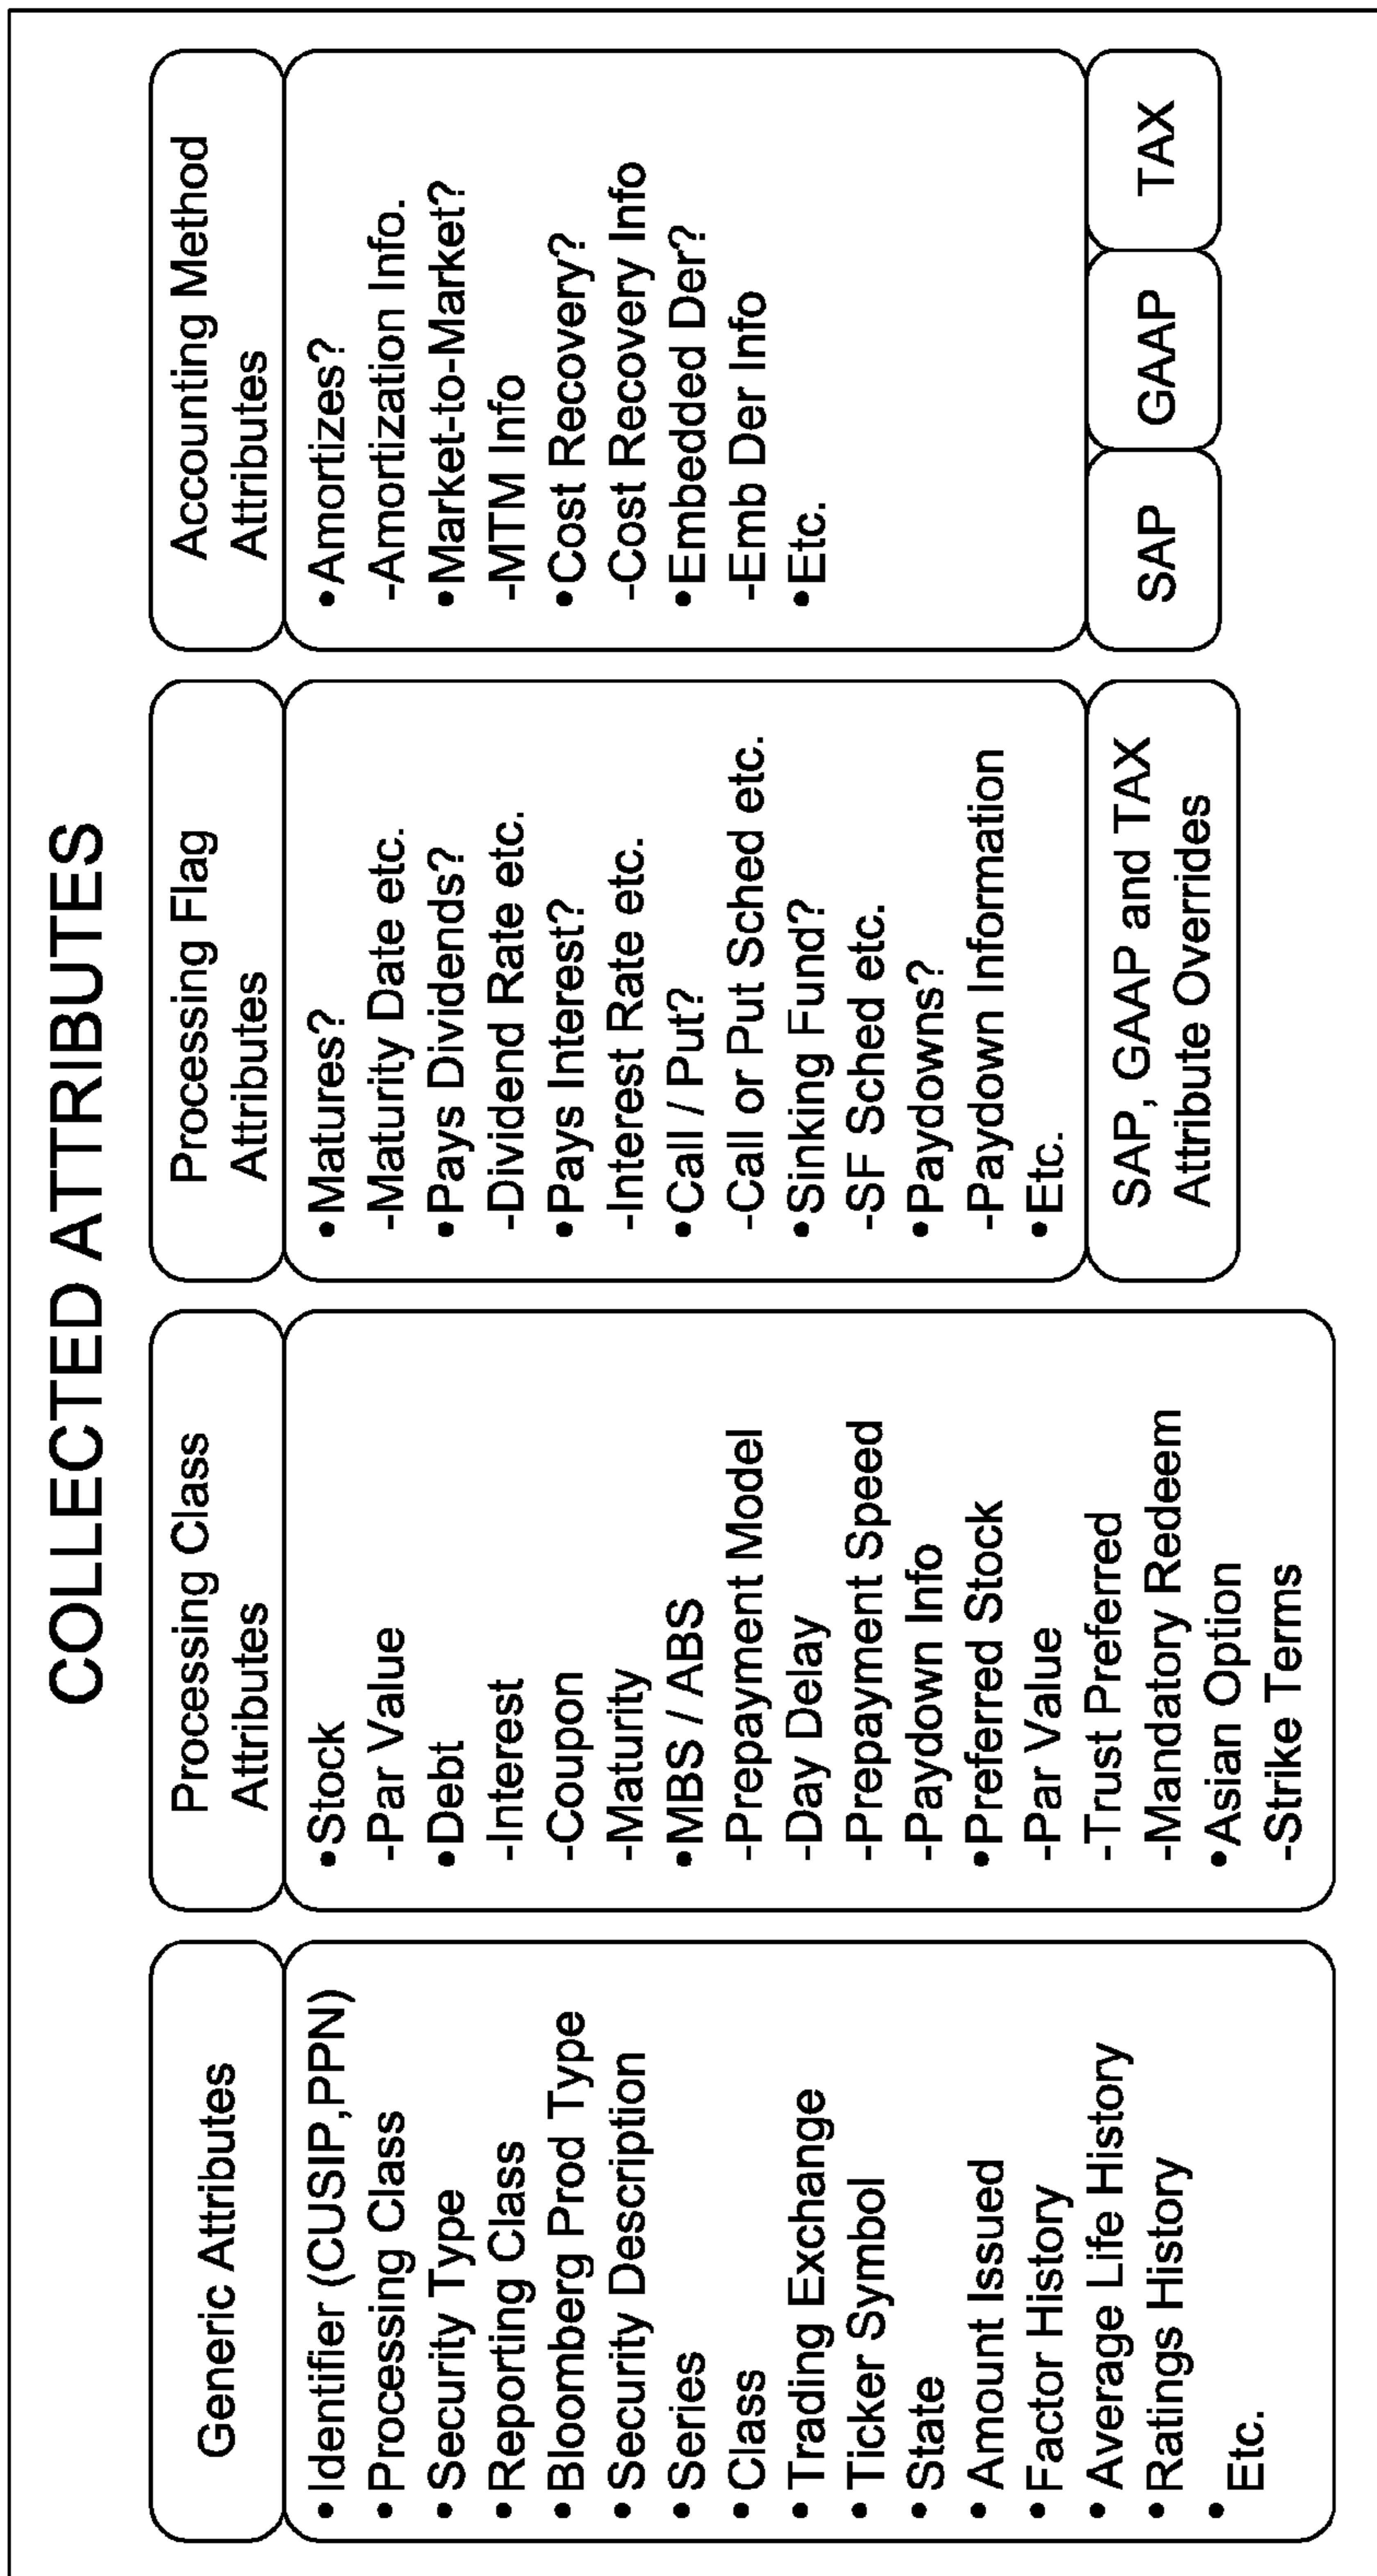 COLLECTED ATTRIBUTES
Generic Attributes
• Identifier (CUSIP,PPN)
• Processing Class
• Security Type
• Reporting Class
• Bloomberg Prod Type
• Security Description
• Series
• Class
• Trading Exchange
• Ticker Symbol
• State
• Amount Issued
• Factor History
• Average Life History
• Ratings History
•
Etc.
Processing Class
Attributes
•Stock
-Par Value
•Debt
-Interest
-Coupon
-Maturity
•MBS / ABS
-Prepayment Model
-Day Delay
-Prepayment Speed
-Paydown Info
•Preferred Stock
-Par Value
-Trust Preferred
-Mandatory Redeem
•Asian Option
-Strike Terms
Processing Flag
Attributes
•Matures?
-Maturity Date etc.
•Pays Dividends?
-Dividend Rate etc.
•Pays Interest?
-Interest Rate etc.
•Call / Put?
-Call or Put Sched etc.
•Sinking Fund?
-SF Sched etc.
•Paydowns?
-Paydown Information
•Etc.
SAP, GAAP and TAX
Attribute Overrides
Accounting Method
Attributes
•Amortizes?
-Amortization Info.
•Market-to-Market?
-MTM Info
•Cost Recovery?
-Cost Recovery Info
•Embedded Der?
-Emb Der Info
•Etc.
SAP
GAAP
TAX